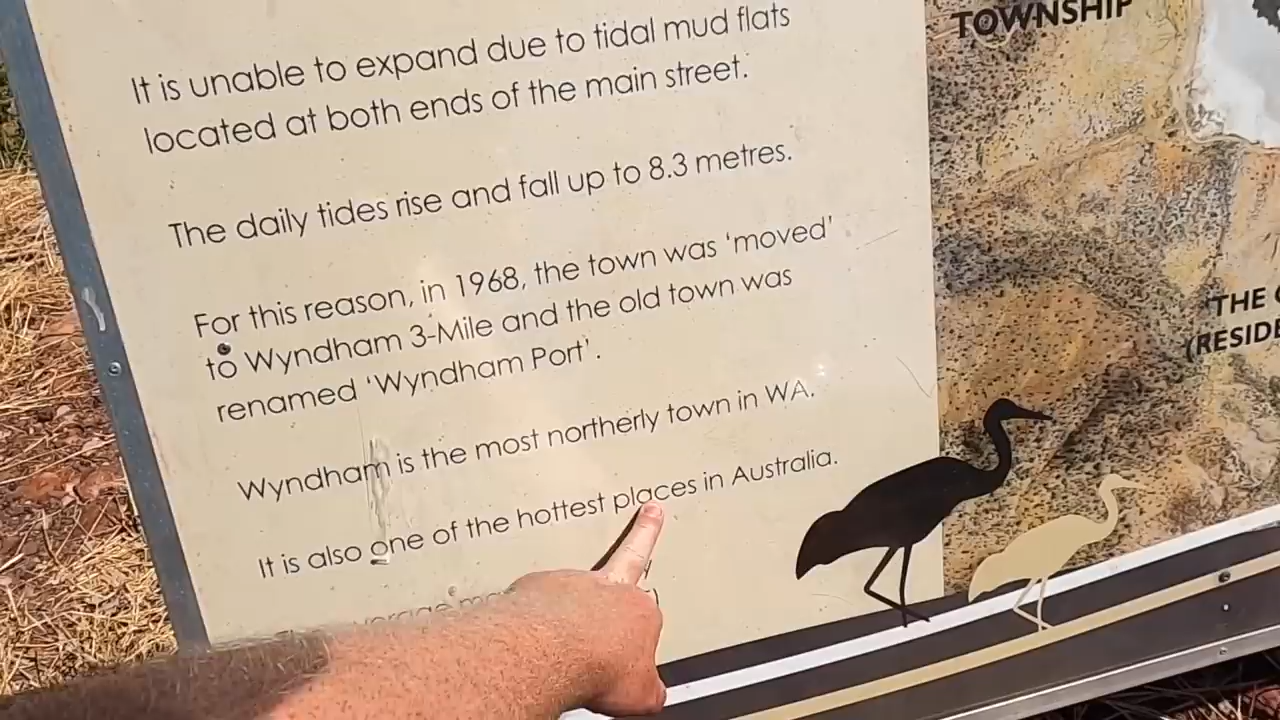 It is unable to expand due to tidal mud flats
located at both ends of the main street.
The daily tides rise and fall up to 8.3 metres.
For this reason, in 1968, the town was 'moved'
to Wyndham 3-Mile and the old town was
renamed 'Wyndham Port'.
Wyndham is the most northerly town in WA.
It is also one of the hottest places in Australia.
TOWNSHIP
THE